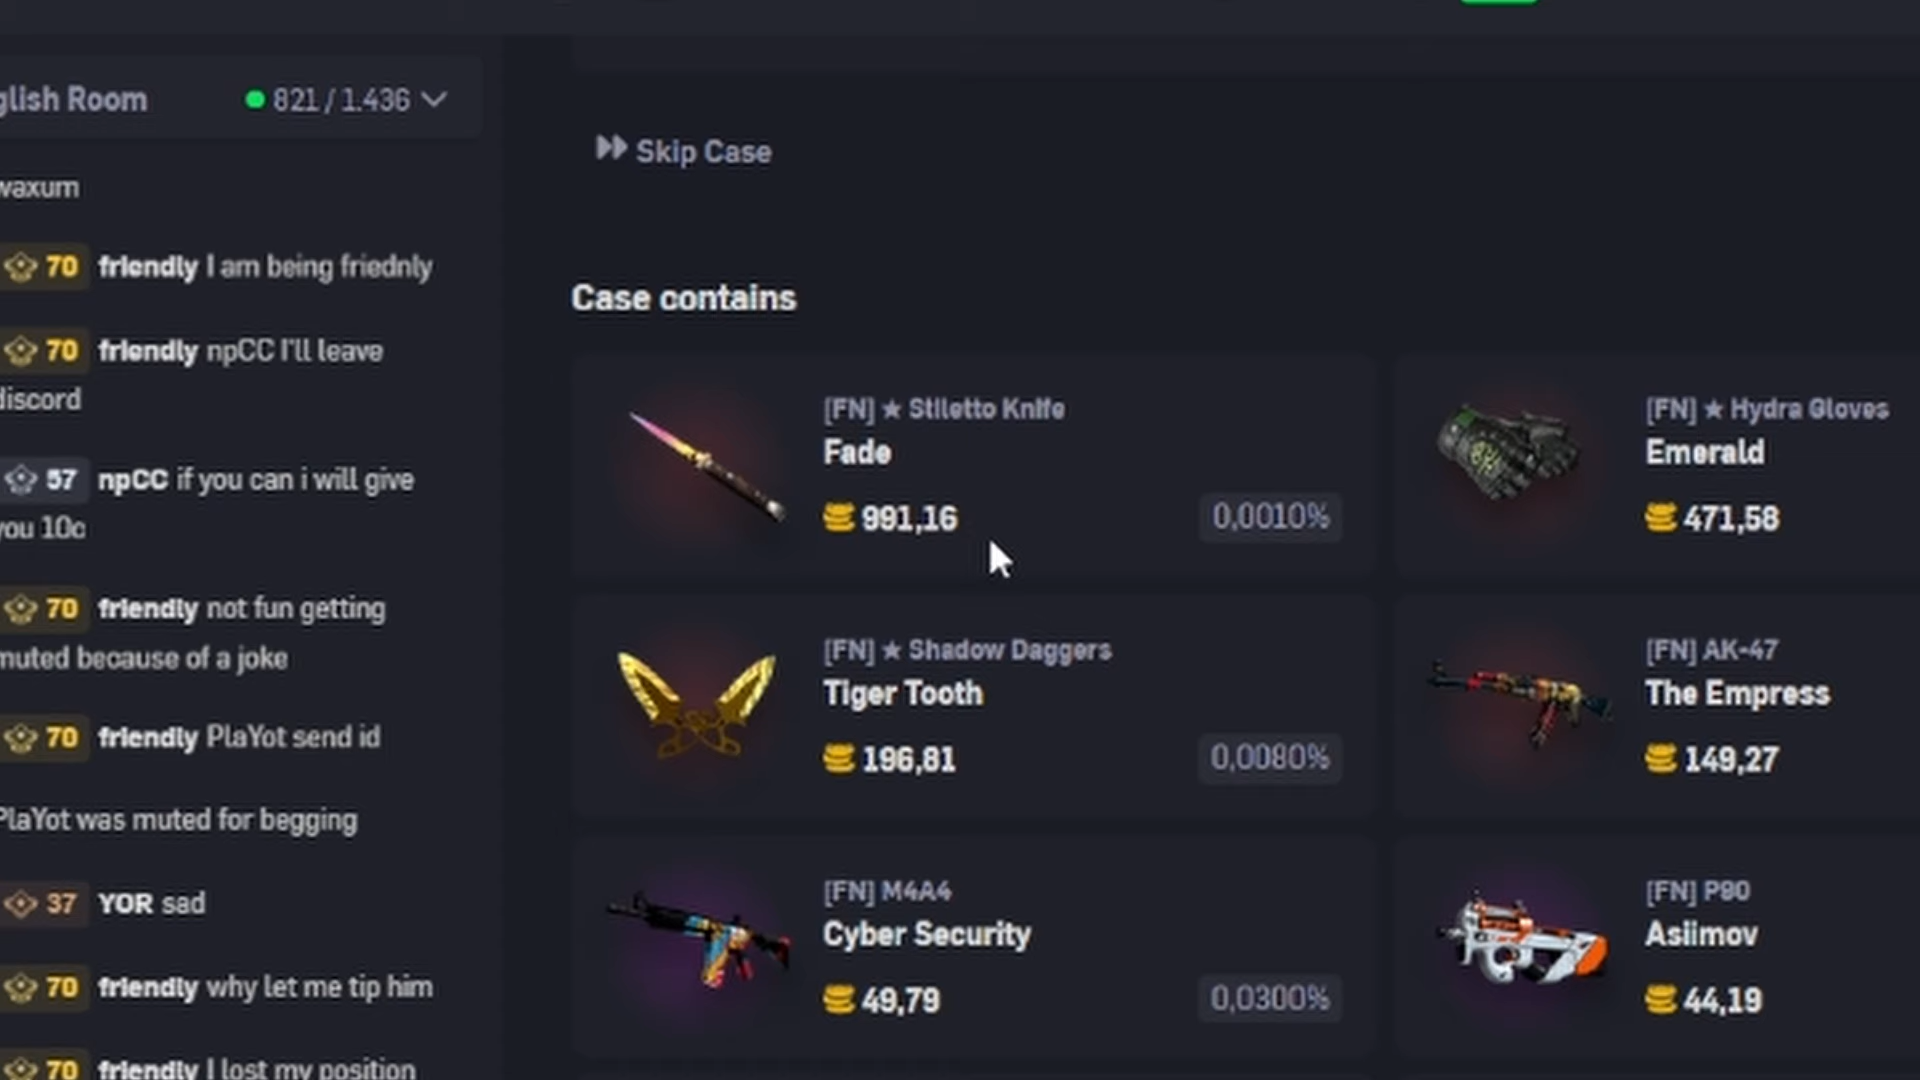 glish Room
821 / 1.436
waxum
70 friendly I am being friednly
70 friendly npCC I'll leave
discord
57 npCC if you can i will give
you 10c
70 friendly not fun getting
muted because of a joke
70 friendly PlaYot send id
PlaYot was muted for begging
37 YOR sad
70 friendly why let me tip him
70 friendly I lost my position
Skip Case
Case contains
[FN] ★ Stiletto Knife
Fade
991,16
0,0010%
[FN] ★ Hydra Gloves
Emerald
471,58
[FN] ★ Shadow Daggers
Tiger Tooth
196,81
0,0080%
[FN] AK-47
The Empress
149,27
[FN] M4A4
Cyber Security
49,79
0,0300%
[FN] P90
Asiimov
44,19